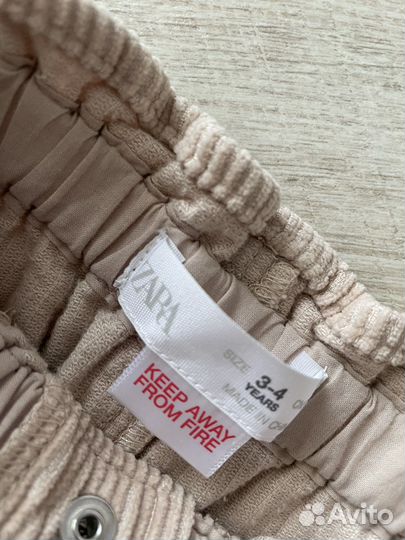 ZARA
SIZE
3-4
YEARS
MADE IN
KEEP AWAY
FROM FIRE
Avito